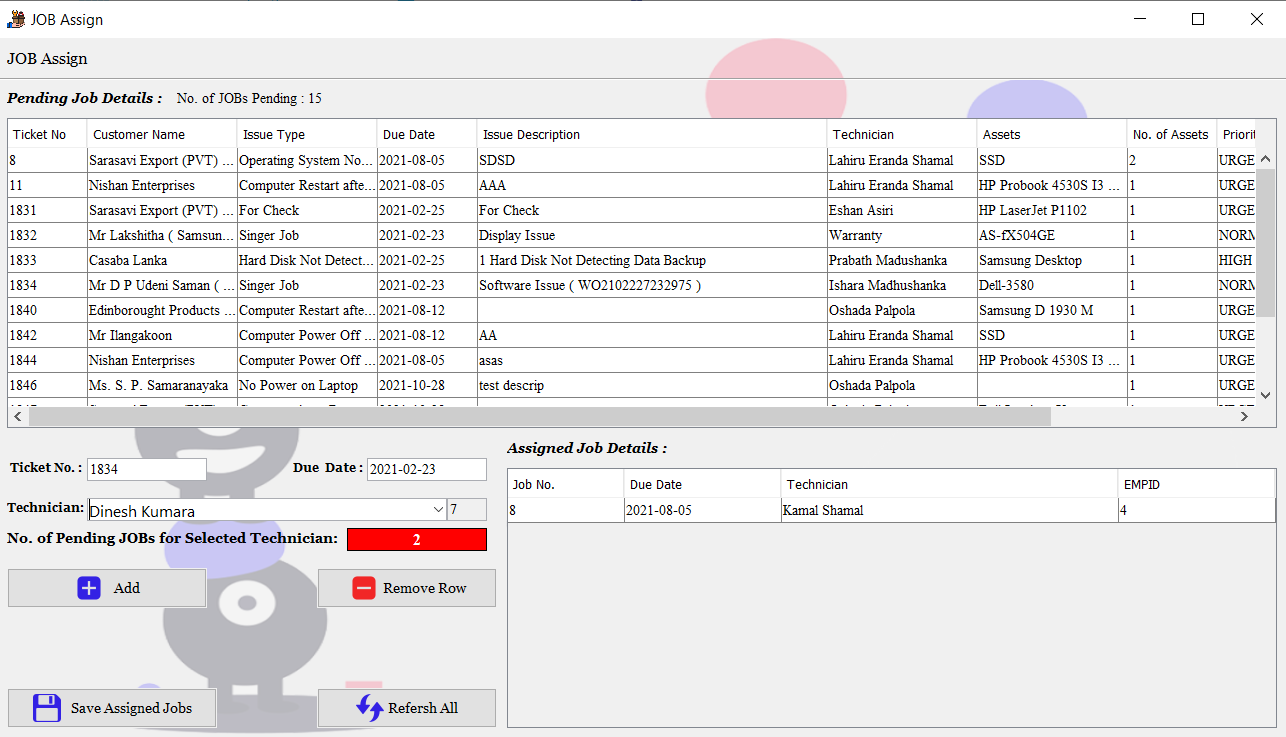 JOB Assign
JOB Assign
Pending Job Details : No. of JOBs Pending : 15
Ticket No Customer Name Issue Type Due Date Issue Description Technician Assets No. of Assets Priorit
8 Sarasavi Export (PVT) ... Operating System No... 2021-08-05 SDSD Lahiru Eranda Shamal SSD 2 URGE
11 Nishan Enterprises Computer Restart afte... 2021-08-05 AAA Lahiru Eranda Shamal HP Probook 4530S I3 ... 1 URGE
1831 Sarasavi Export (PVT) ... For Check 2021-02-25 For Check Eshan Asiri HP LaserJet P1102 1 URGE
1832 Mr Lakshitha ( Samsun... Singer Job 2021-02-23 Display Issue Warranty AS-fX504GE 1 NORM
1833 Casaba Lanka Hard Disk Not Detect... 2021-02-25 1 Hard Disk Not Detecting Data Backup Prabath Madushanka Samsung Desktop 1 HIGH
1834 Mr D P Udeni Saman ( ... Singer Job 2021-02-23 Software Issue ( WO2102227232975 ) Ishara Madhushanka Dell-3580 1 NORM
1840 Edinborought Products ... Computer Restart afte... 2021-08-12 Oshada Palpola Samsung D 1930 M 1 URGE
1842 Mr Ilangakoon Computer Power Off ... 2021-08-12 AA Lahiru Eranda Shamal SSD 1 URGE
1844 Nishan Enterprises Computer Power Off ... 2021-08-05 asas Lahiru Eranda Shamal HP Probook 4530S I3 ... 1 URGE
1846 Ms. S. P. Samaranayaka No Power on Laptop 2021-10-28 test descrip Oshada Palpola 1 URGE
Ticket No. : 1834 Due Date : 2021-02-23
Technician: Dinesh Kumara 7
No. of Pending JOBs for Selected Technician: 2
Add Remove Row
Save Assigned Jobs Refersh All
Assigned Job Details :
Job No. Due Date Technician EMPID
8 2021-08-05 Kamal Shamal 4